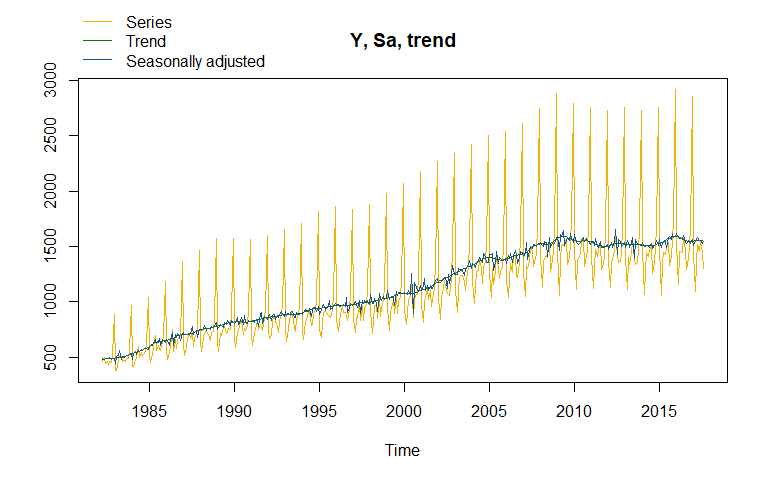 Series
Trend
Seasonally adjusted
Y, Sa, trend
3000
2500
2000
1500
1000
500
1985 1990 1995 2000 2005 2010 2015
Time